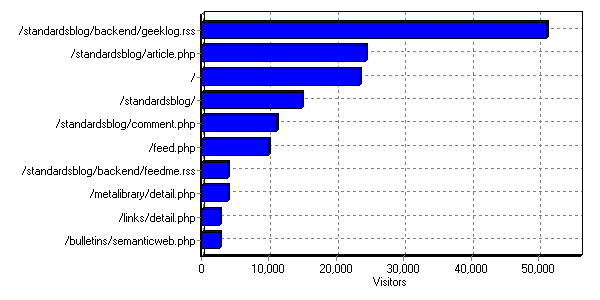 /standardsblog/backend/geeklog.rss
/standardsblog/article.php
/
/standardsblog/
/standardsblog/comment.php
/feed.php
/standardsblog/backend/feedme.rss
/metalibrary/detail.php
/links/detail.php
/bulletins/semanticweb.php
0 10,000 20,000 30,000 40,000 50,000
Visitors